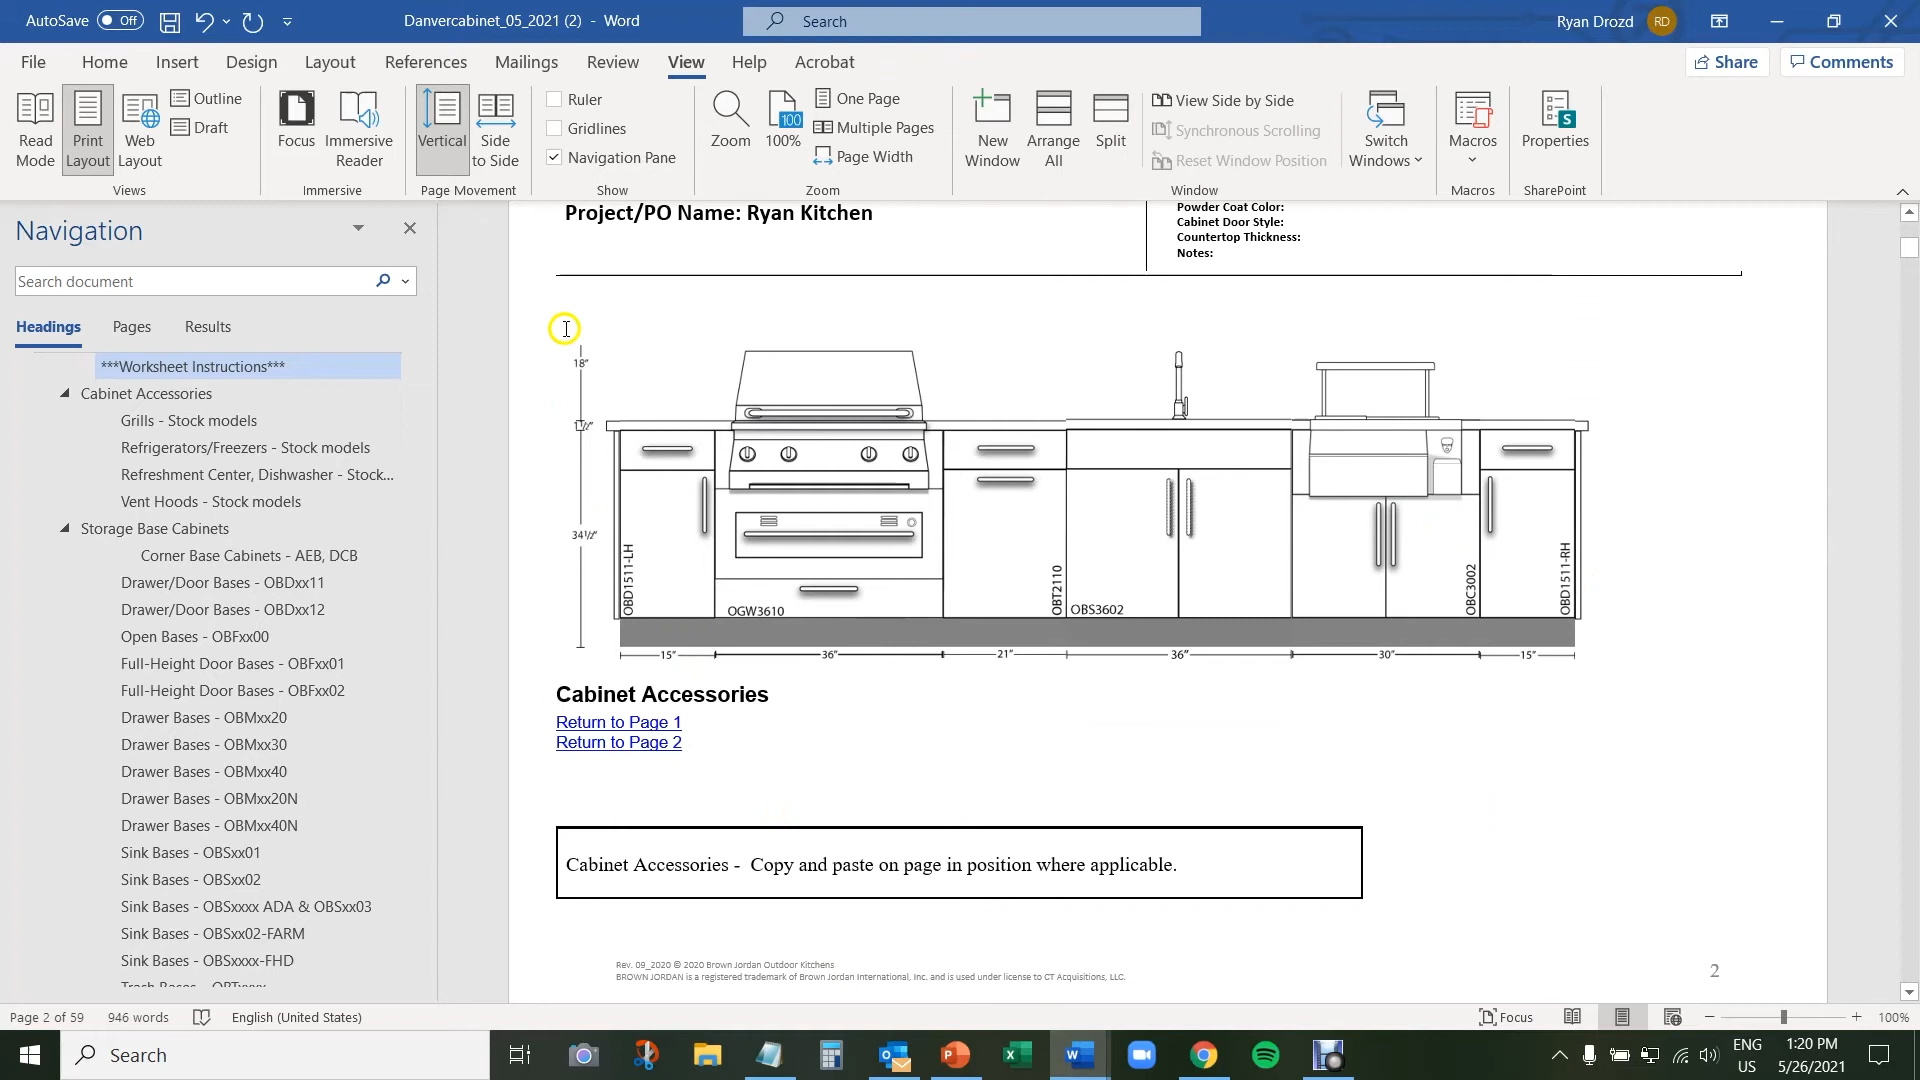 AutoSave Off
Danvercabinet_05_2021 (2) - Word
Search
Ryan Drozd RD
File Home Insert Design Layout References Mailings Review View Help Acrobat
Share Comments
Read Mode
Print Layout
Web Layout
Outline
Draft
Views
Focus
Immersive Reader
Immersive
Vertical
Side to Side
Page Movement
Ruler
Gridlines
Navigation Pane
Show
Zoom
100
100%
One Page
Multiple Pages
Page Width
Zoom
New Window
Arrange All
Split
View Side by Side
Synchronous Scrolling
Reset Window Position
Window
Switch Windows
Macros
Macros
Properties
SharePoint
Navigation
Search document
Headings Pages Results
***Worksheet Instructions***
Cabinet Accessories
Grills - Stock models
Refrigerators/Freezers - Stock models
Refreshment Center, Dishwasher - Stock...
Vent Hoods - Stock models
Storage Base Cabinets
Corner Base Cabinets - AEB, DCB
Drawer/Door Bases - OBDxx11
Drawer/Door Bases - OBDxx12
Open Bases - OBFxx00
Full-Height Door Bases - OBFxx01
Full-Height Door Bases - OBFxx02
Drawer Bases - OBMxx20
Drawer Bases - OBMxx30
Drawer Bases - OBMxx40
Drawer Bases - OBMxx20N
Drawer Bases - OBMxx40N
Sink Bases - OBSxx01
Sink Bases - OBSxx02
Sink Bases - OBSxxxx ADA & OBSxx03
Sink Bases - OBSxx02-FARM
Sink Bases - OBSxxxx-FHD
Trash Bases - OBTxxxx
Project/PO Name: Ryan Kitchen
Powder Coat Color:
Cabinet Door Style:
Countertop Thickness:
Notes:
18"
1½"
34½"
OBD1511-LH
OGW3610
OBT2110
OBS3602
OBC3002
OBD1511-RH
15" 36" 21" 36" 30" 15"
Cabinet Accessories
Return to Page 1
Return to Page 2
Cabinet Accessories - Copy and paste on page in position where applicable.
Rev. 09_2020 © 2020 Brown Jordan Outdoor Kitchens
BROWN JORDAN is a registered trademark of Brown Jordan International, Inc. and is used under license to CT Acquisitions, LLC.
2
Page 2 of 59 946 words English (United States)
Focus
100%
Search
ENG
US
1:20 PM
5/26/2021